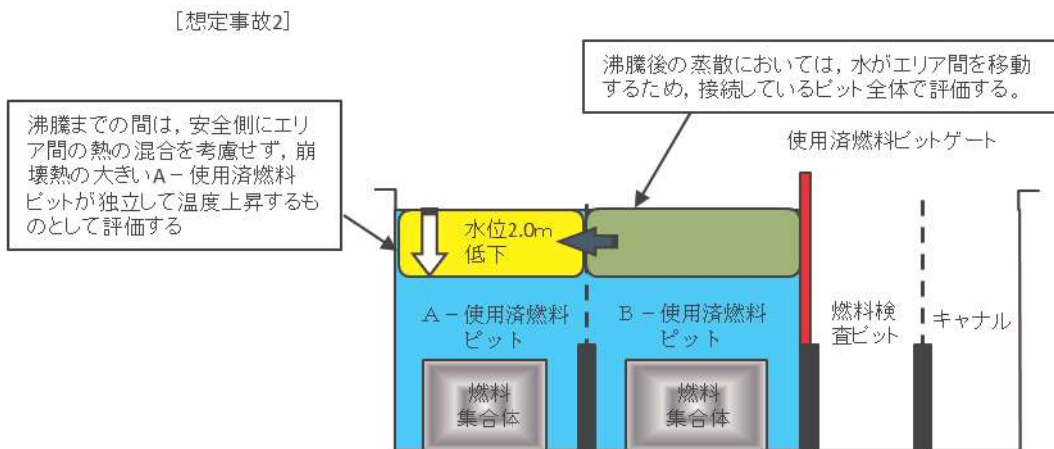 [想定事故2]
沸騰後の蒸散においては,水がエリア間を移動
するため,接続しているピット全体で評価する。
沸騰までの間は,安全側にエリ
ア間の熱の混合を考慮せず,崩
壊熱の大きいA-使用済燃料
ピットが独立して温度上昇するも
のとして評価する
使用済燃料ピットゲート
水位2.0m
低下
A-使用済燃料
ピット
B-使用済燃料
ピット
燃料検
査ピット
キャナル
燃料
集合体
燃料
集合体